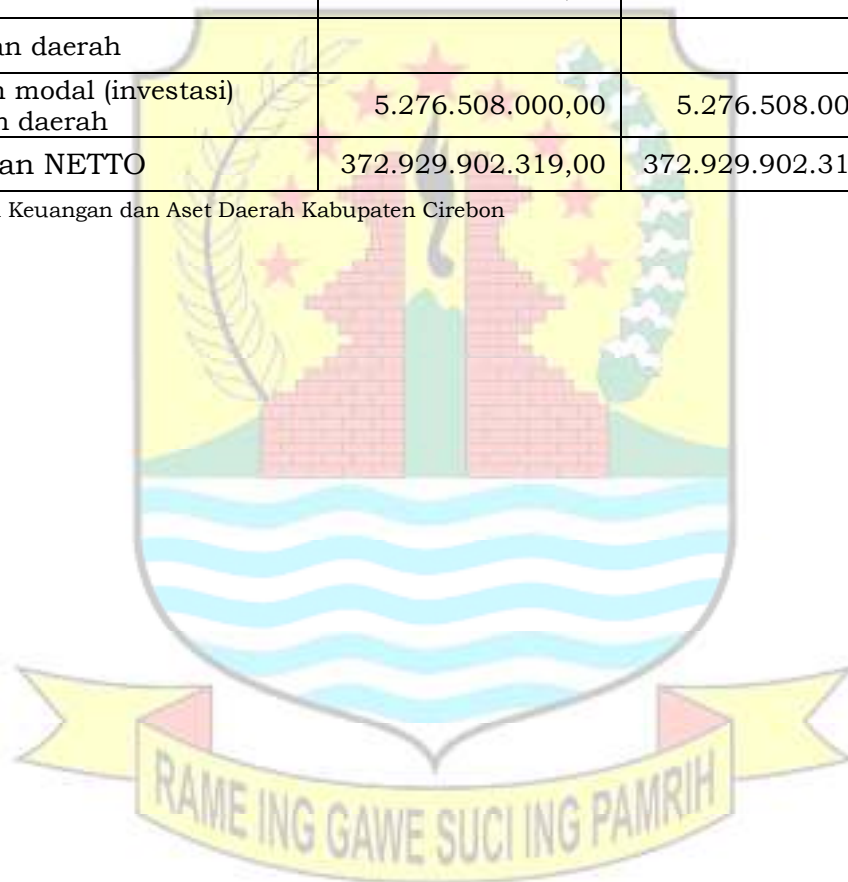 an daerah
n modal (investasi)
n daerah
5.276.508.000,00
5.276.508.00
an NETTO
372.929.902.319,00
372.929.902.31
Keuangan dan Aset Daerah Kabupaten Cirebon
RAME ING GAWE SUCI ING PAMRIH